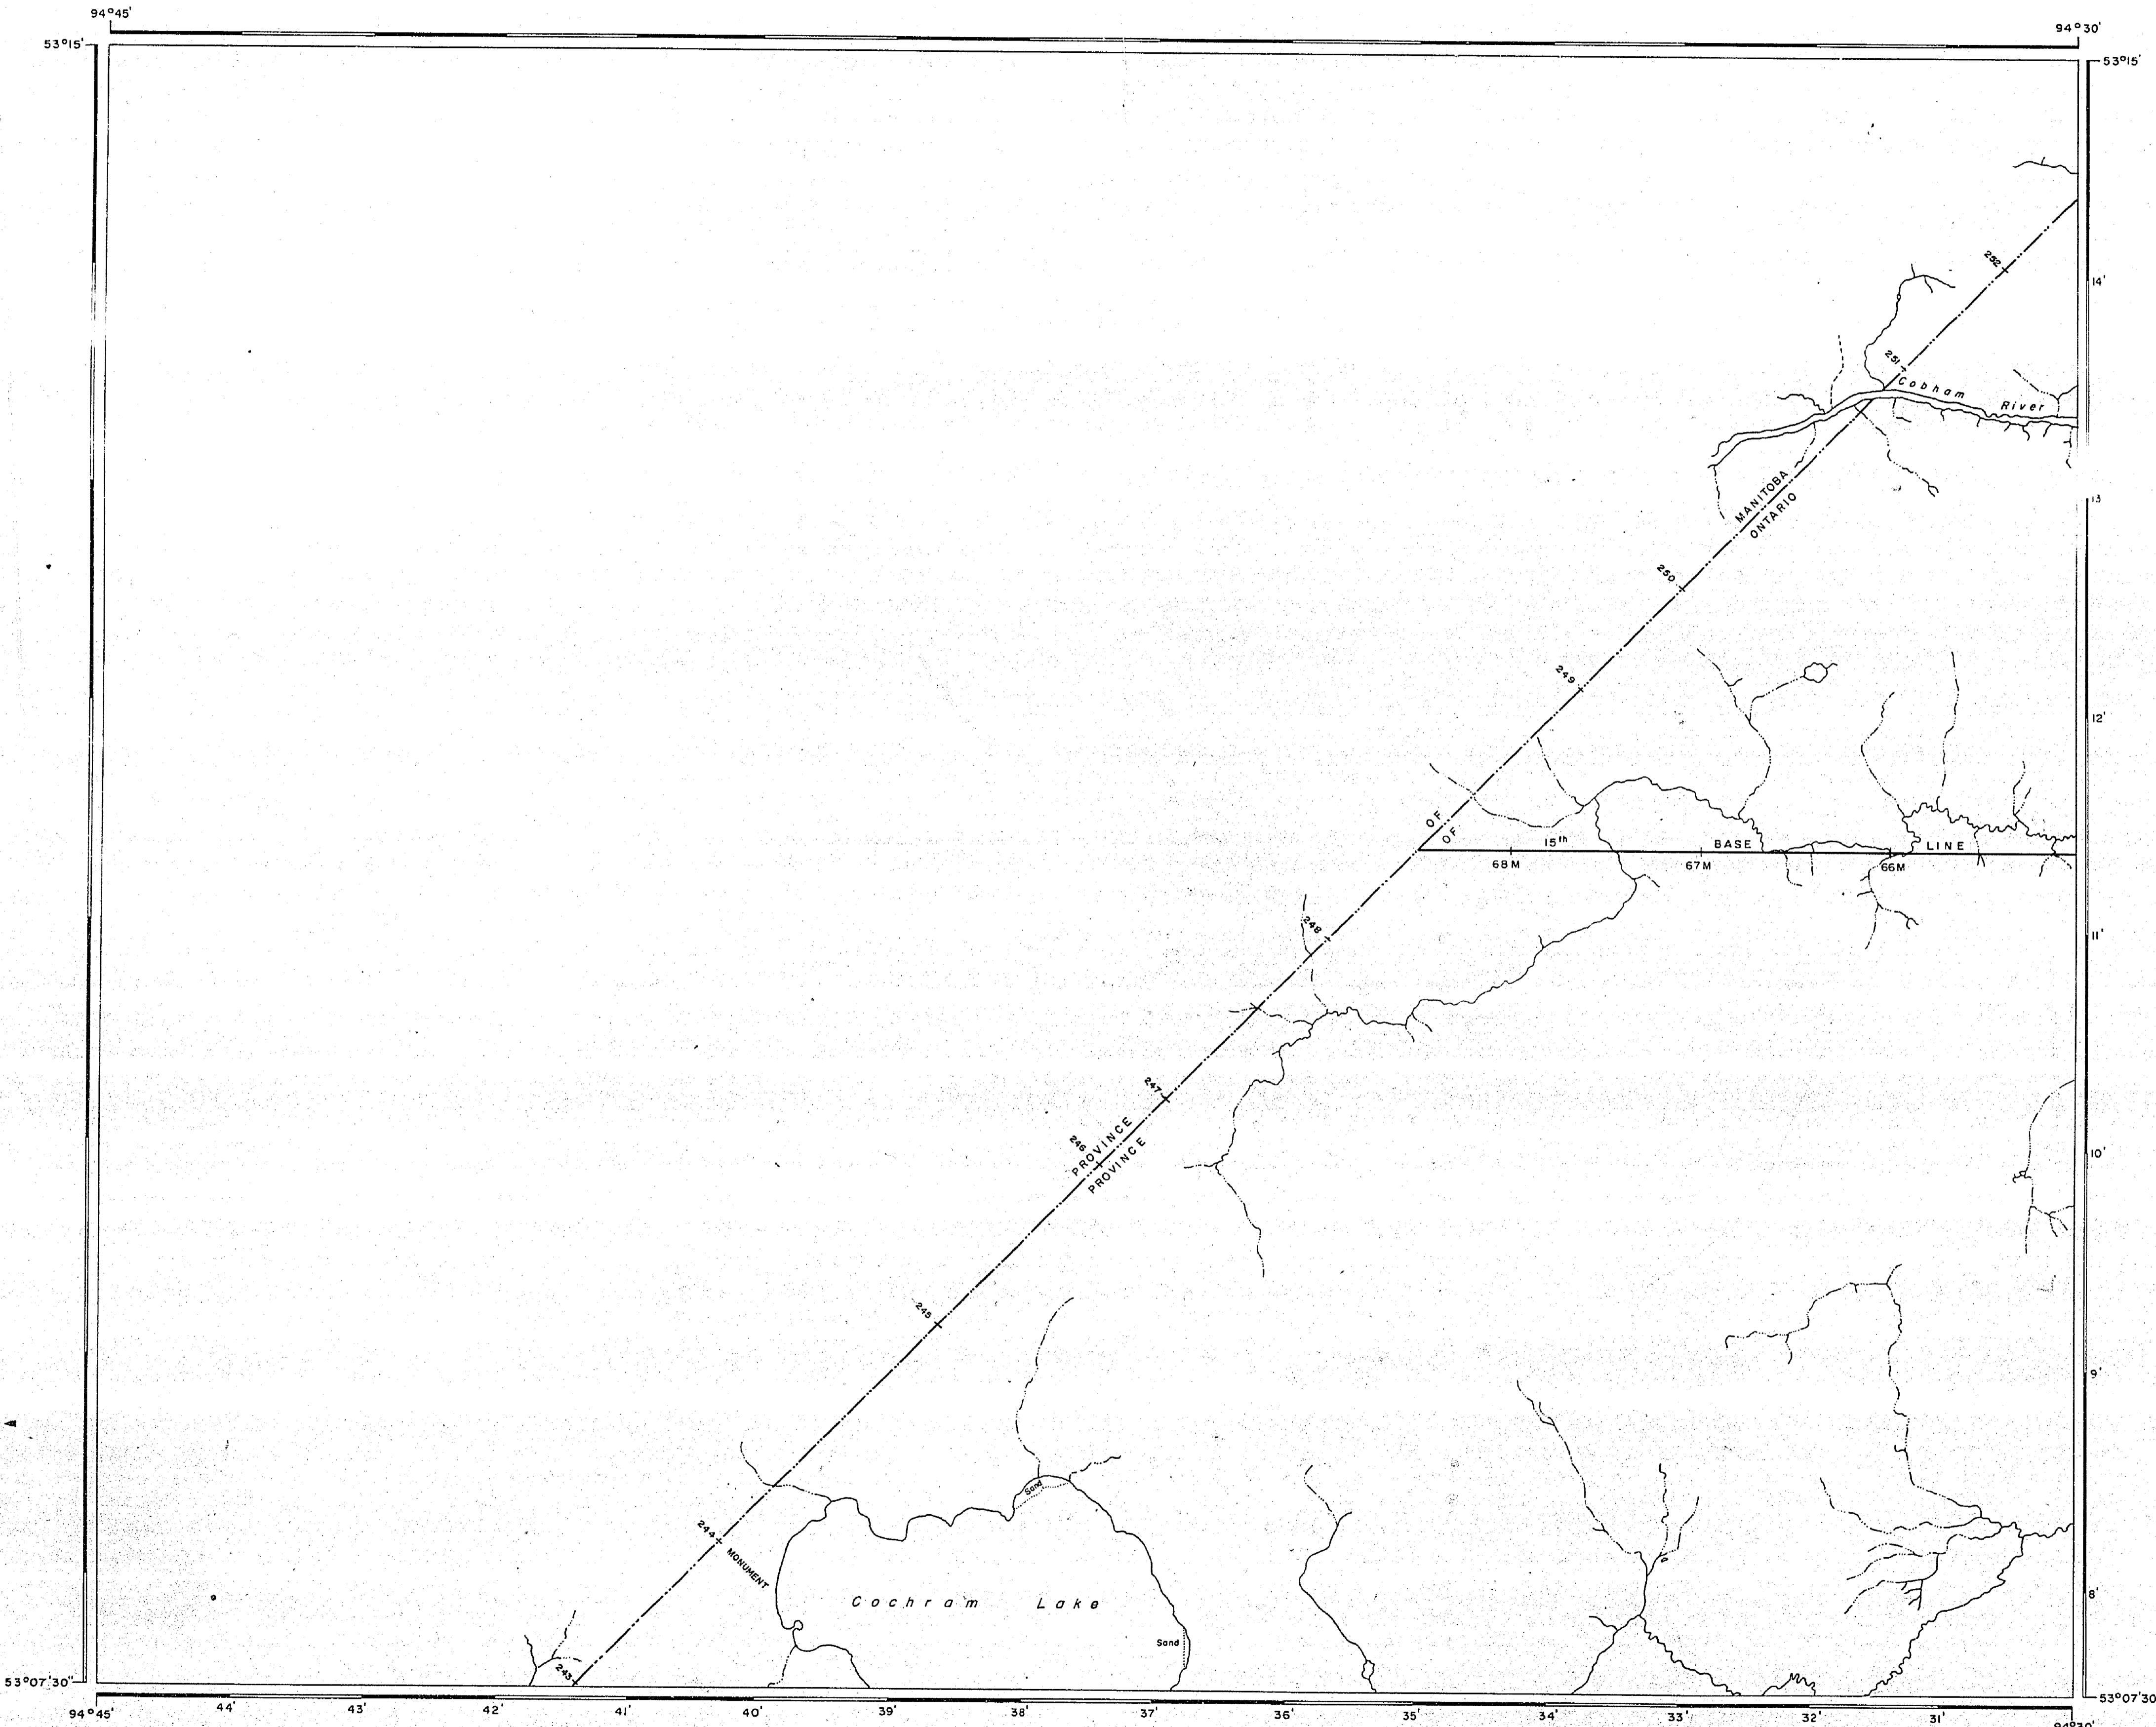 94°45' 94°30'
53°15' 53°15'
252
14'
251
Cobham River
13
MANITOBA
ONTARIO
250
249
12'
OF
OF
15th BASE LINE
68M 67M 66M
248
11'
247
246
PROVINCE
PROVINCE
10'
245
9'
Sand
244
MONUMENT
8'
Cochram Lake
Sand
243
53°07'30" 53°07'30
94°45' 44' 43' 42' 41' 40' 39' 38' 37' 36' 35' 34' 33' 32' 31' 94°30'